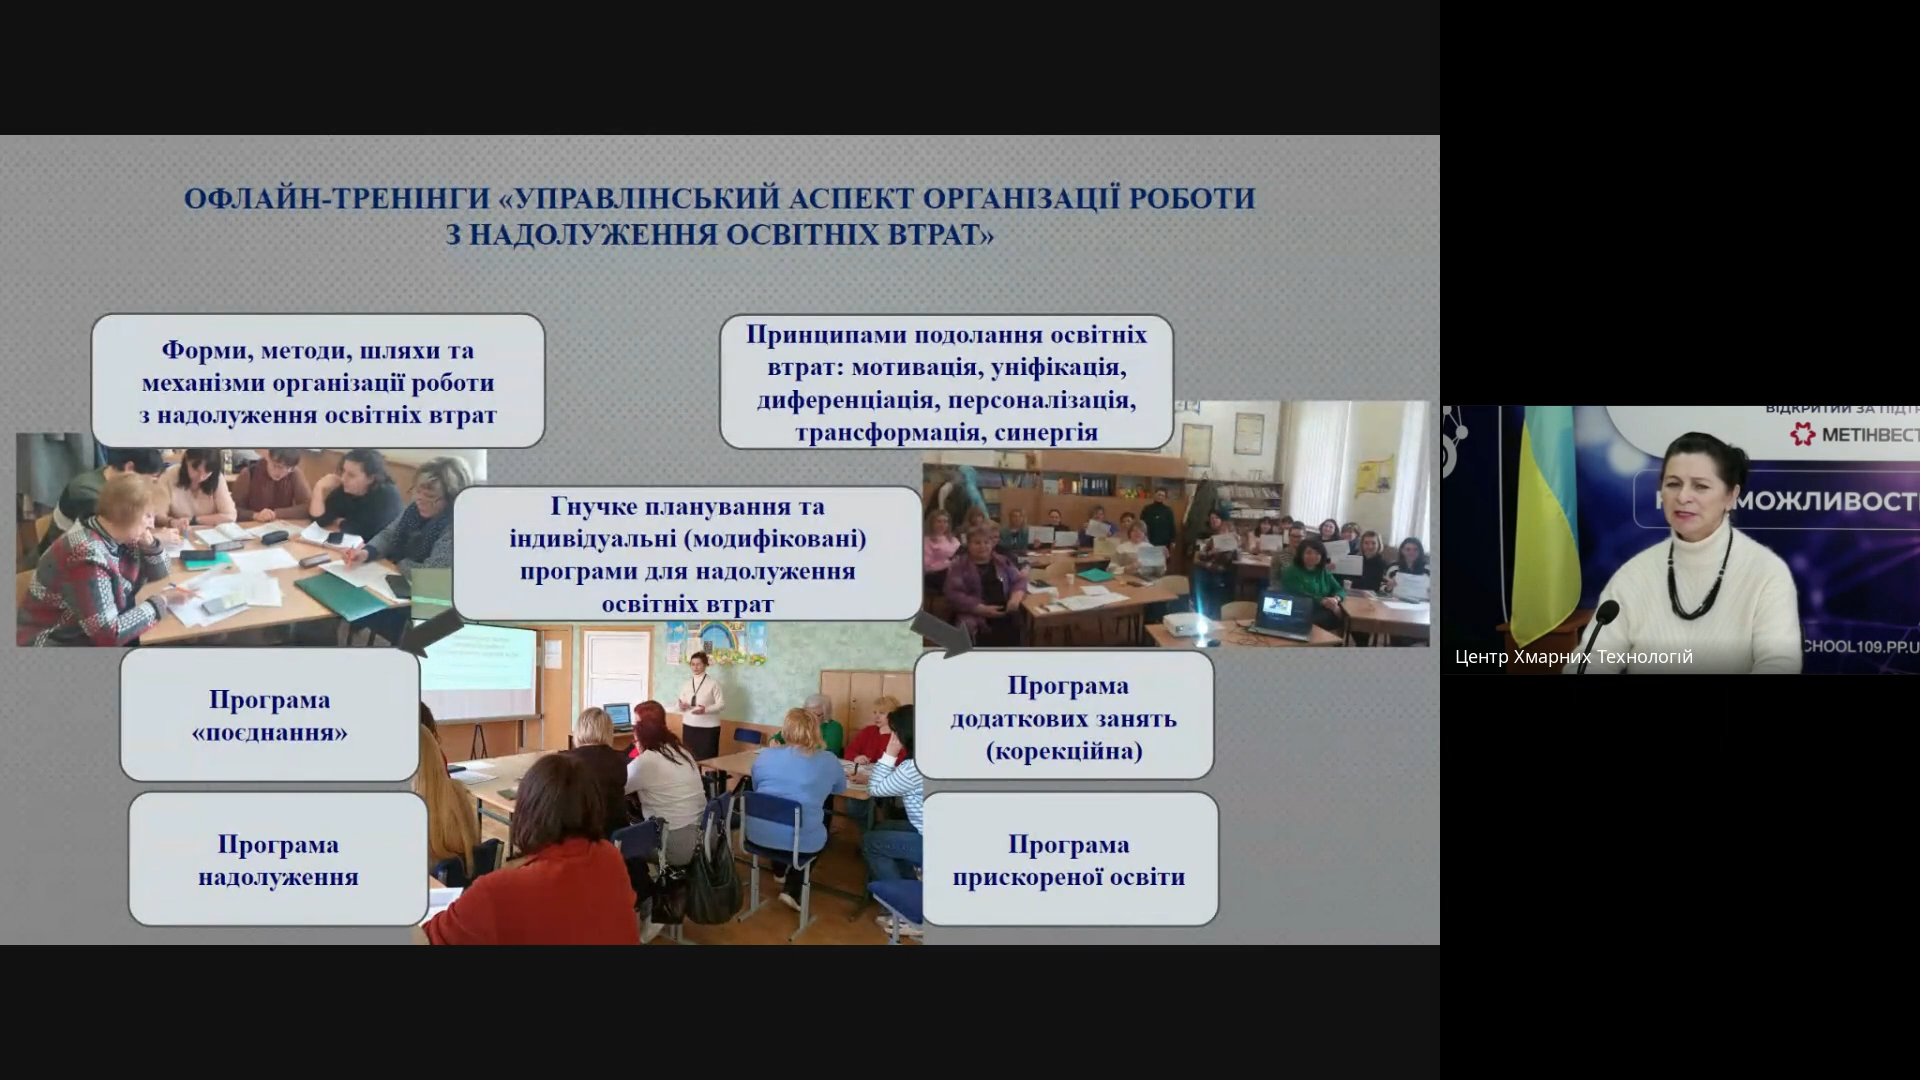 ОФЛАЙН-ТРЕНІНГИ «УПРАВЛІНСЬКИЙ АСПЕКТ ОРГАНІЗАЦІЇ РОБОТИ
З НАДОЛУЖЕННЯ ОСВІТНІХ ВТРАТ»
Форми, методи, шляхи та
механізми організації роботи
з надолуження освітніх втрат
Принципами подолання освітніх
втрат: мотивація, уніфікація,
диференціація, персоналізація,
трансформація, синергія
Гнучке планування та
індивідуальні (модифіковані)
програми для надолуження
освітніх втрат
Програма
«поєднання»
Програма
додаткових занять
(корекційна)
Програма
надолуження
Програма
прискореної освіти
ВІДКРИТИЙ ЗА ПІДТР
МЕТІНВЕСТ
МОЖЛИВОСТ
CHOOL109.PP.U
Центр Хмарних Технологій